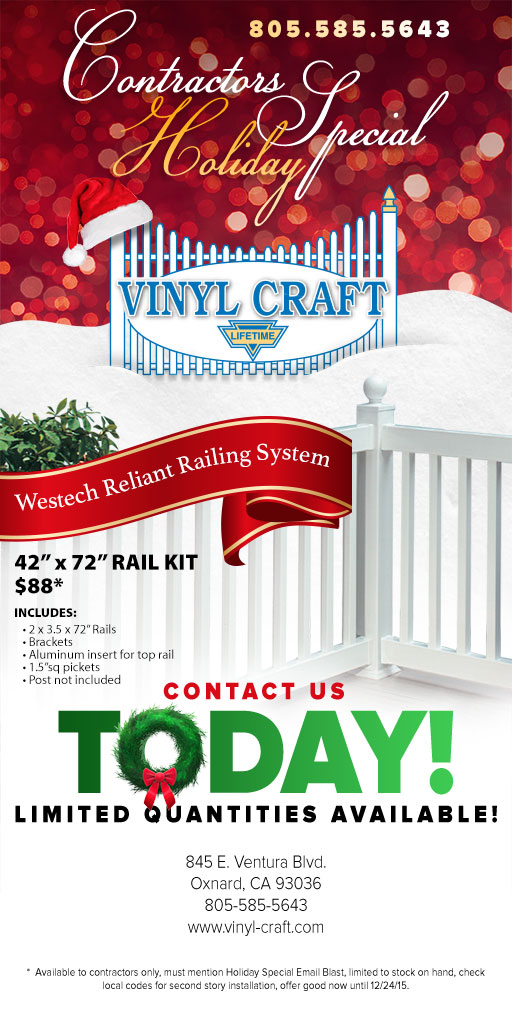 805.585.5643
Contractors
Holiday Special
VINYL CRAFT
LIFETIME
Westech Reliant Railing System
42” x 72” RAIL KIT
$88*
INCLUDES:
• 2 x 3.5 x 72” Rails
• Brackets
• Aluminum insert for top rail
• 1.5”sq pickets
• Post not included
CONTACT US
TODAY!
LIMITED QUANTITIES AVAILABLE!
845 E. Ventura Blvd.
Oxnard, CA 93036
805-585-5643
www.vinyl-craft.com
* Available to contractors only, must mention Holiday Special Email Blast, limited to stock on hand, check
local codes for second story installation, offer good now until 12/24/15.